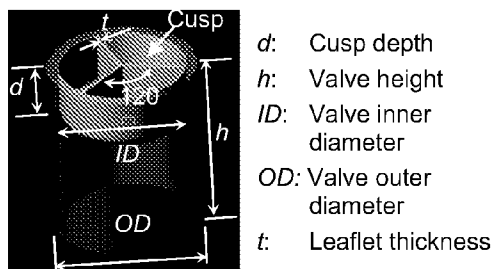 t
Cusp
d
120
ID
h
OD
d: Cusp depth
h: Valve height
ID: Valve inner
diameter
OD: Valve outer
diameter
t: Leaflet thickness